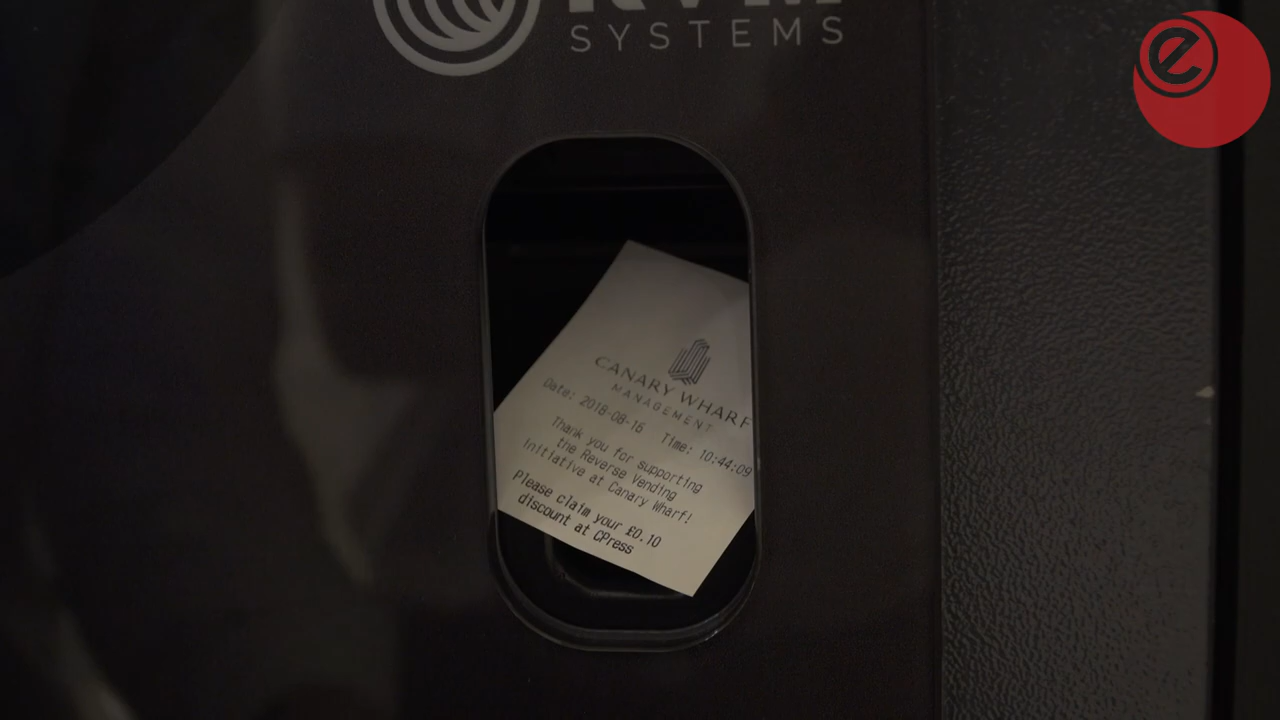 RVM
SYSTEMS
e
CANARY WHARF
MANAGEMENT
Date: 2018-08-16 Time: 10:44:09
Thank you for supporting
the Reverse Vending
Initiative at Canary Wharf!
Please claim your £0.10
discount at CPress